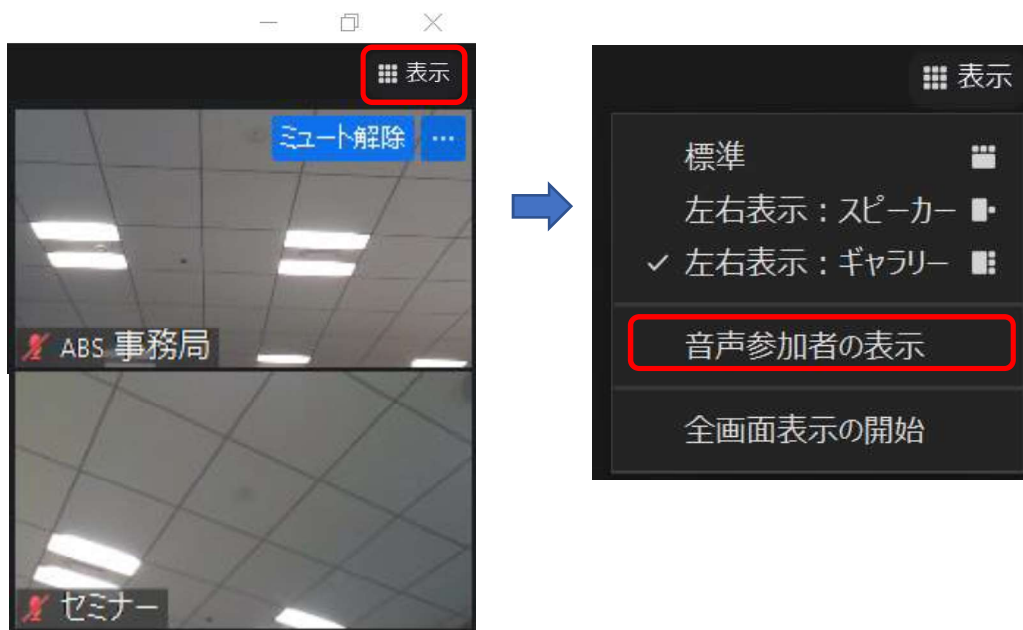 表示
ミュート解除 …
ABS 事務局
セミナー
表示
標準
左右表示：スピーカー
✓ 左右表示：ギャラリー
音声参加者の表示
全画面表示の開始